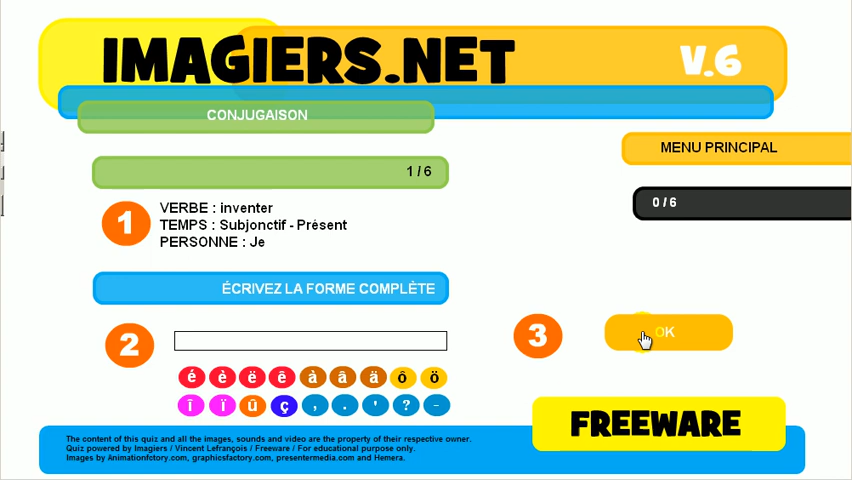 IMAGIERS.NET
V.6
CONJUGAISON
MENU PRINCIPAL
1 / 6
0 / 6
1
VERBE : inventer
TEMPS : Subjonctif - Présent
PERSONNE : Je
ÉCRIVEZ LA FORME COMPLÈTE
2
3
OK
é è ë ê à â ä ô ö
î ï û ç , . ' ? -
FREEWARE
The content of this quiz and all the images, sounds and video are the property of their respective owner.
Quiz powered by Imagiers / Vincent Lefrançois / Freeware / For educational purpose only.
Images by Animationfctory.com, graphicsfactory.com, presentermedia.com and Hemera.